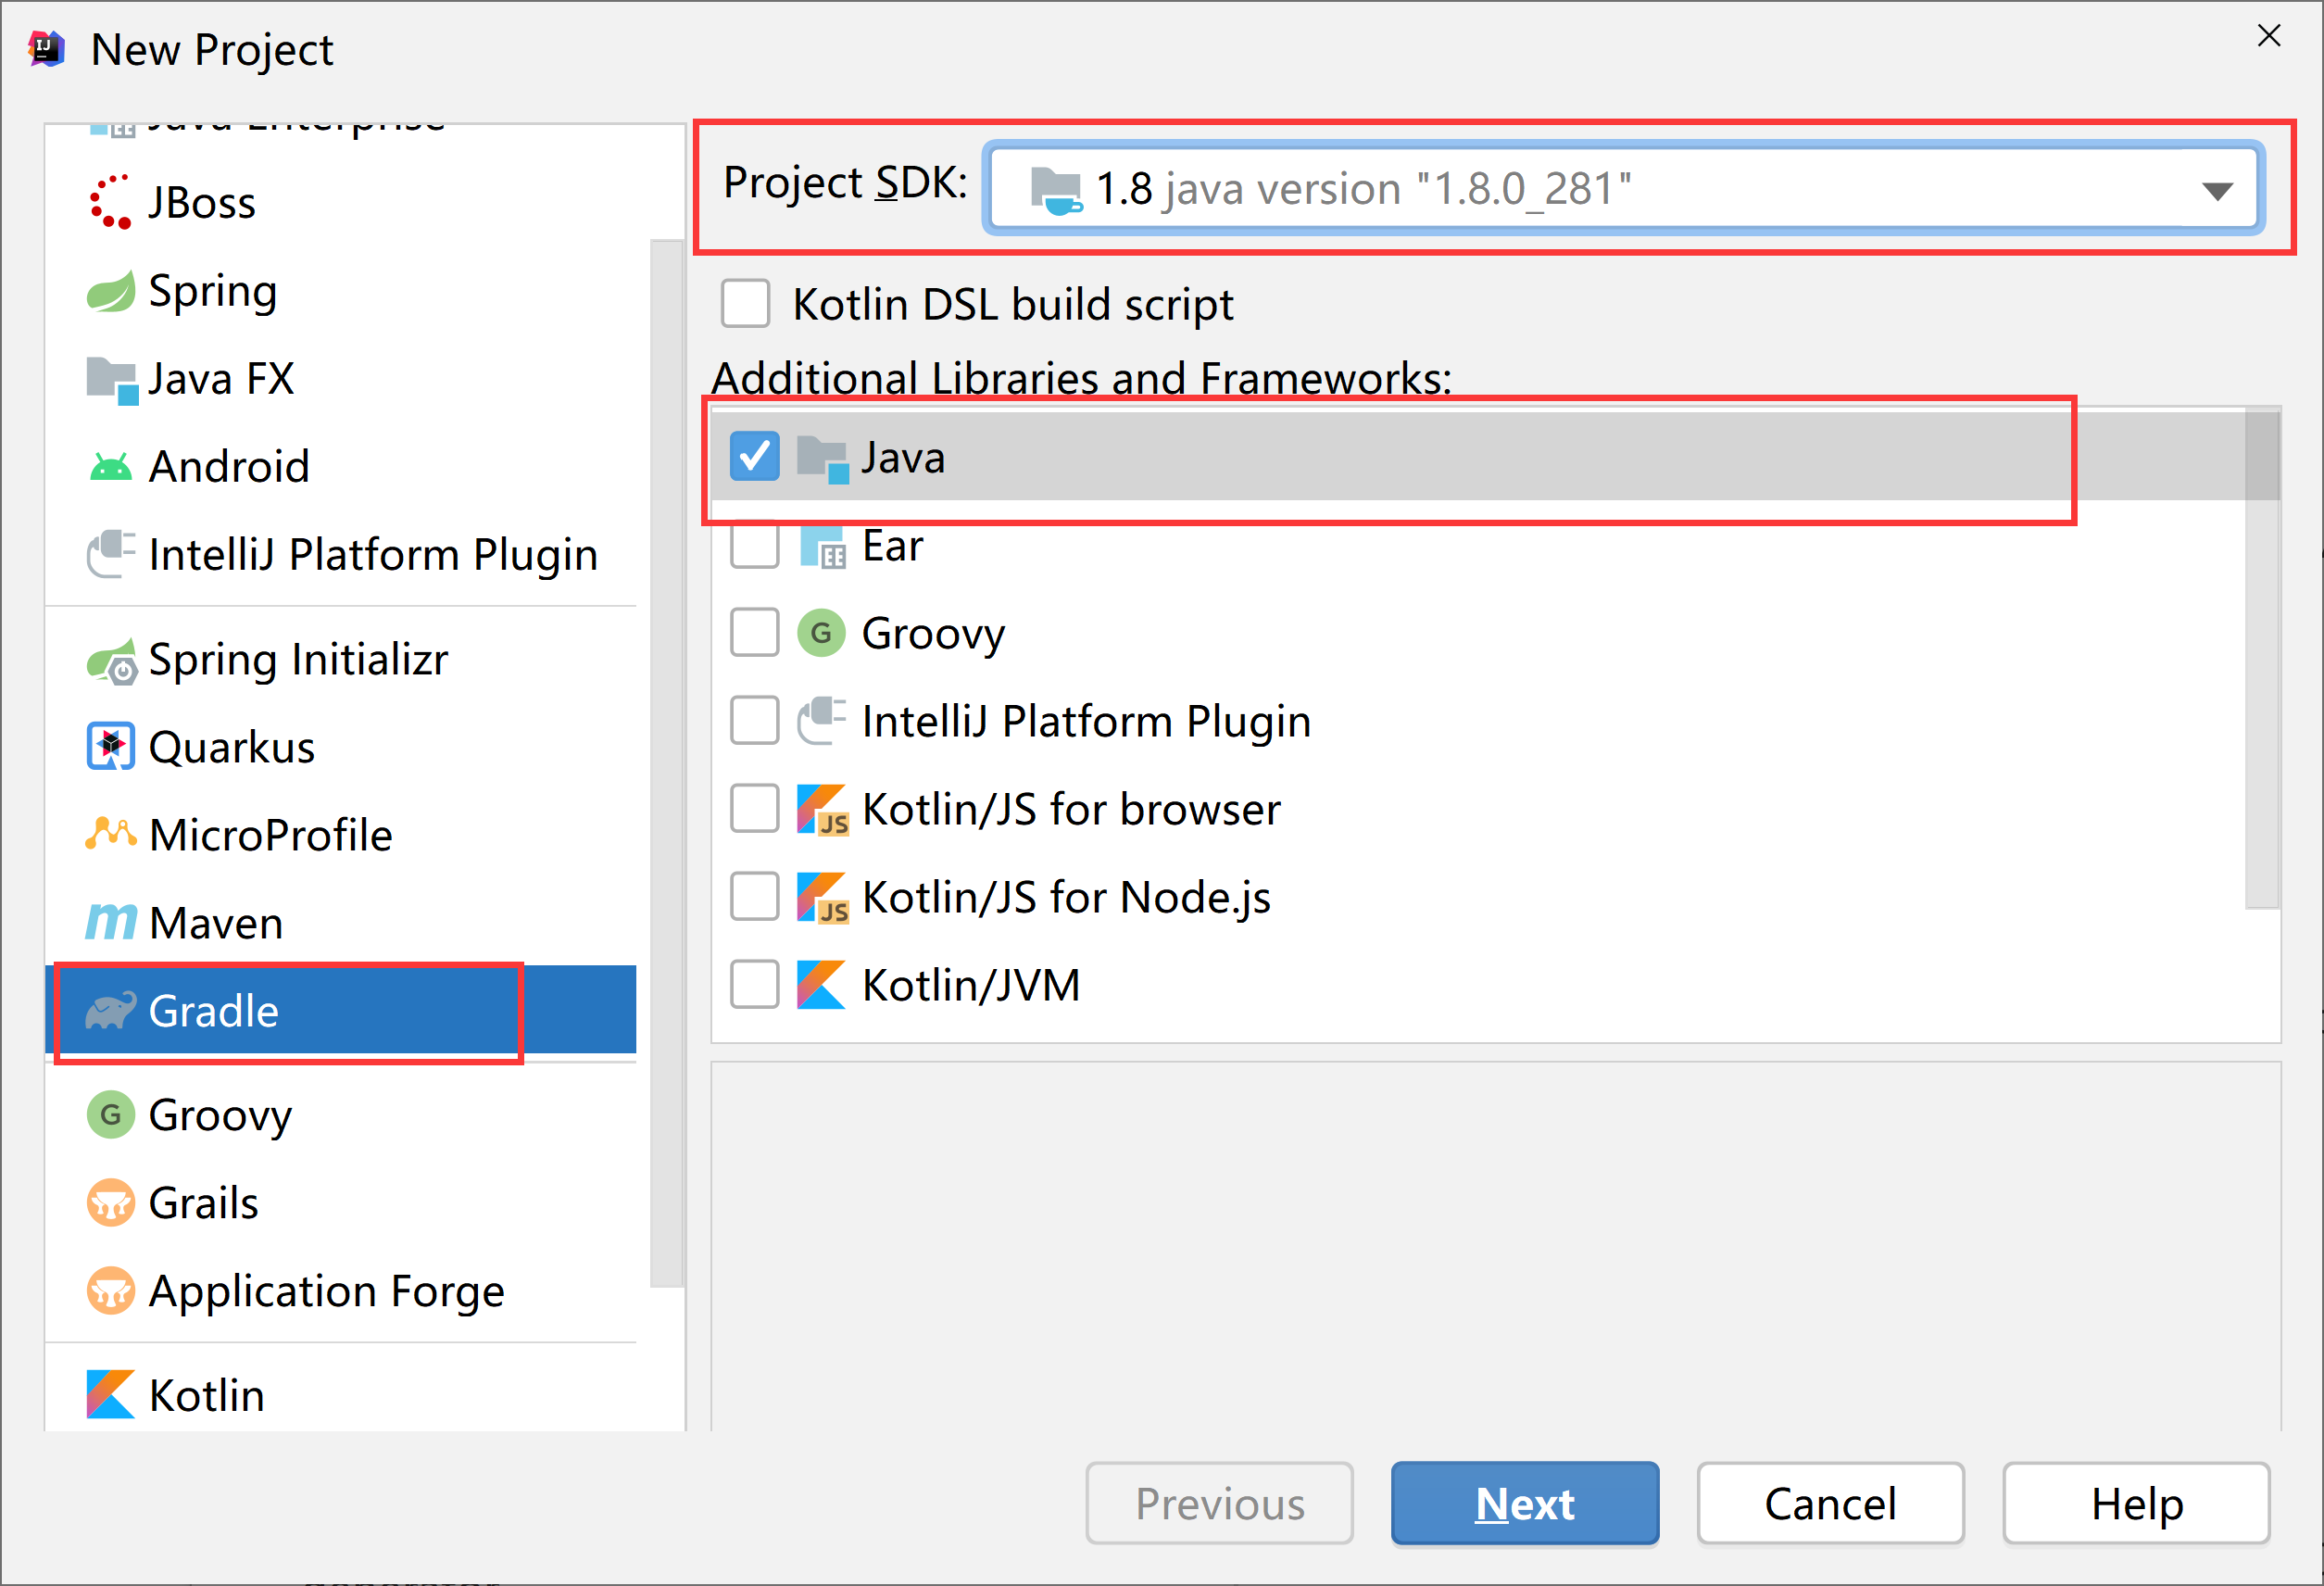 New Project
Java Enterprise
JBoss
Spring
Java FX
Android
IntelliJ Platform Plugin
Spring Initializr
Quarkus
MicroProfile
Maven
Gradle
Groovy
Grails
Application Forge
Kotlin
Project SDK: 1.8 java version "1.8.0_281"
Kotlin DSL build script
Additional Libraries and Frameworks:
Java
Ear
Groovy
IntelliJ Platform Plugin
Kotlin/JS for browser
Kotlin/JS for Node.js
Kotlin/JVM
Previous
Next
Cancel
Help